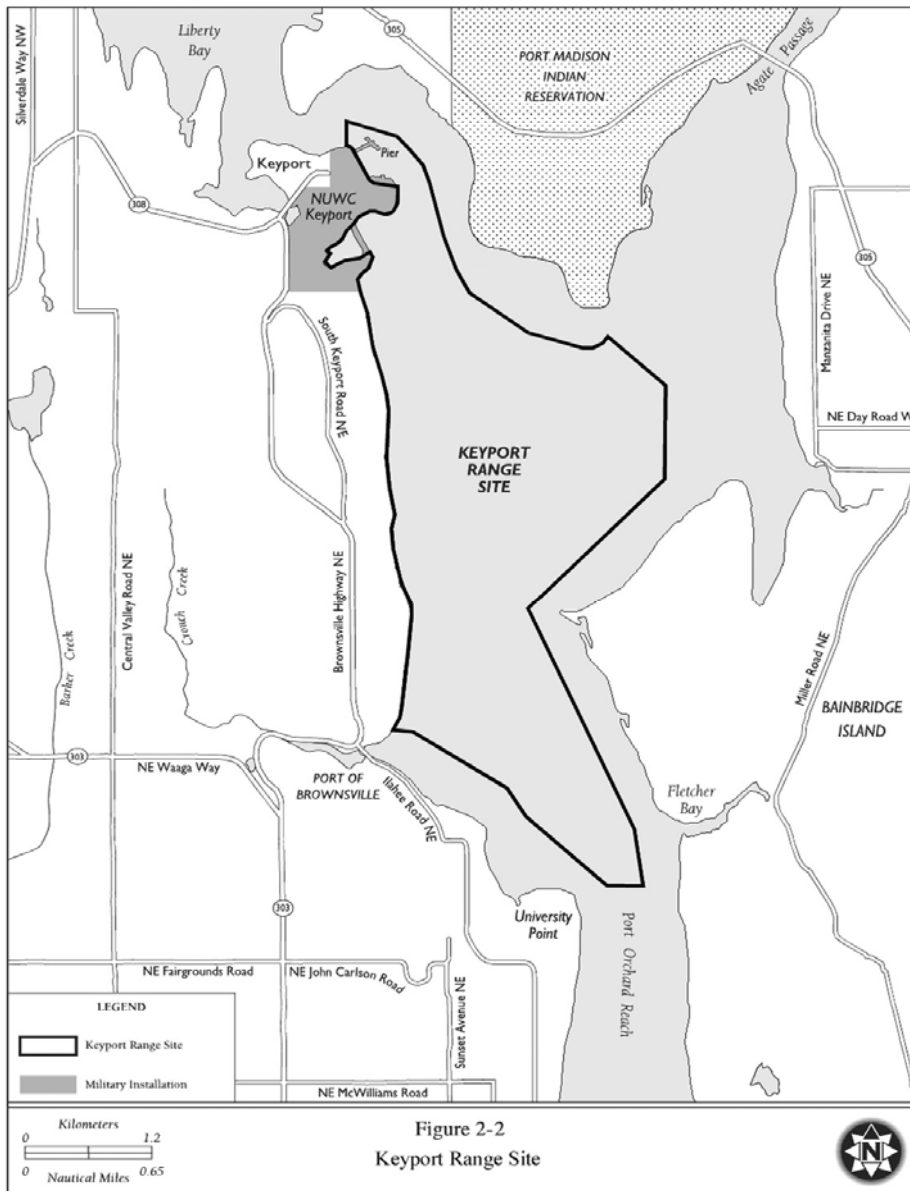 Silverdale Way NW
Liberty
Bay
305
PORT MADISON
INDIAN
RESERVATION
Agate Passage
Pier
Keyport
NUWC
Keyport
308
305
Manzanita Drive NE
NE Day Road W
South Keyport Road NE
KEYPORT
RANGE
SITE
Central Valley Road NE
Crouch Creek
Brownsville Highway NE
Barker Creek
Miller Road NE
BAINBRIDGE
ISLAND
303
NE Waaga Way
PORT OF
BROWNSVILLE
Illahee Road NE
Fletcher
Bay
University
Point
Port Orchard Reach
303
NE Fairgrounds Road
NE John Carlson Road
Sunset Avenue NE
NE McWilliams Road
LEGEND
Keyport Range Site
Military Installation
Kilometers
0 1.2
0 0.65
Nautical Miles
Figure 2-2
Keyport Range Site
N